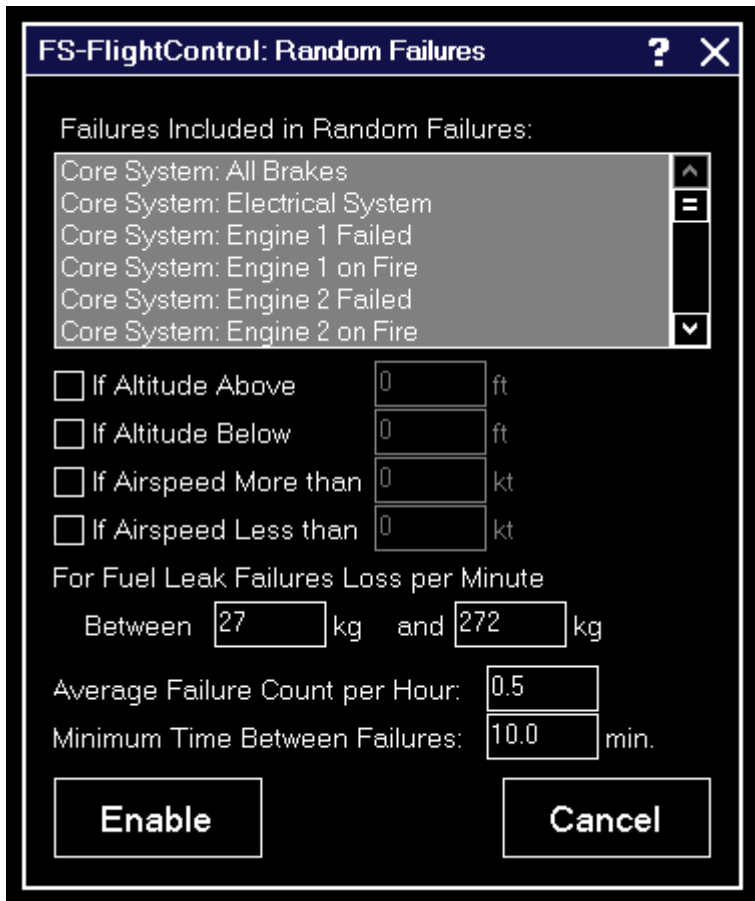 FS-FlightControl: Random Failures ? X
Failures Included in Random Failures:
Core System: All Brakes
Core System: Electrical System
Core System: Engine 1 Failed
Core System: Engine 1 on Fire
Core System: Engine 2 Failed
Core System: Engine 2 on Fire
If Altitude Above 0 ft
If Altitude Below 0 ft
If Airspeed More than 0 kt
If Airspeed Less than 0 kt
For Fuel Leak Failures Loss per Minute
Between 27 kg and 272 kg
Average Failure Count per Hour: 0.5
Minimum Time Between Failures: 10.0 min.
Enable Cancel